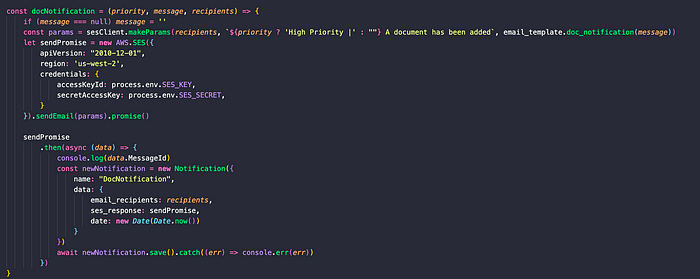 const docNotification = (priority, message, recipients) => {
    if (message === null) message = ''
    const params = sesClient.makeParams(recipients, `${priority ? 'High Priority |' : ""} A document has been added`, email_template.doc_notification(message))
    let sendPromise = new AWS.SES({
        apiVersion: "2010-12-01",
        region: 'us-west-2',
        credentials: {
            accessKeyId: process.env.SES_KEY,
            secretAccessKey: process.env.SES_SECRET,
        }
    }).sendEmail(params).promise()

    sendPromise
        .then(async (data) => {
            console.log(data.MessageId)
            const newNotification = new Notification({
                name: "DocNotification",
                data: {
                    email_recipients: recipients,
                    ses_response: sendPromise,
                    date: new Date(Date.now())
                }
            })
            await newNotification.save().catch((err) => console.err(err))
        })
}